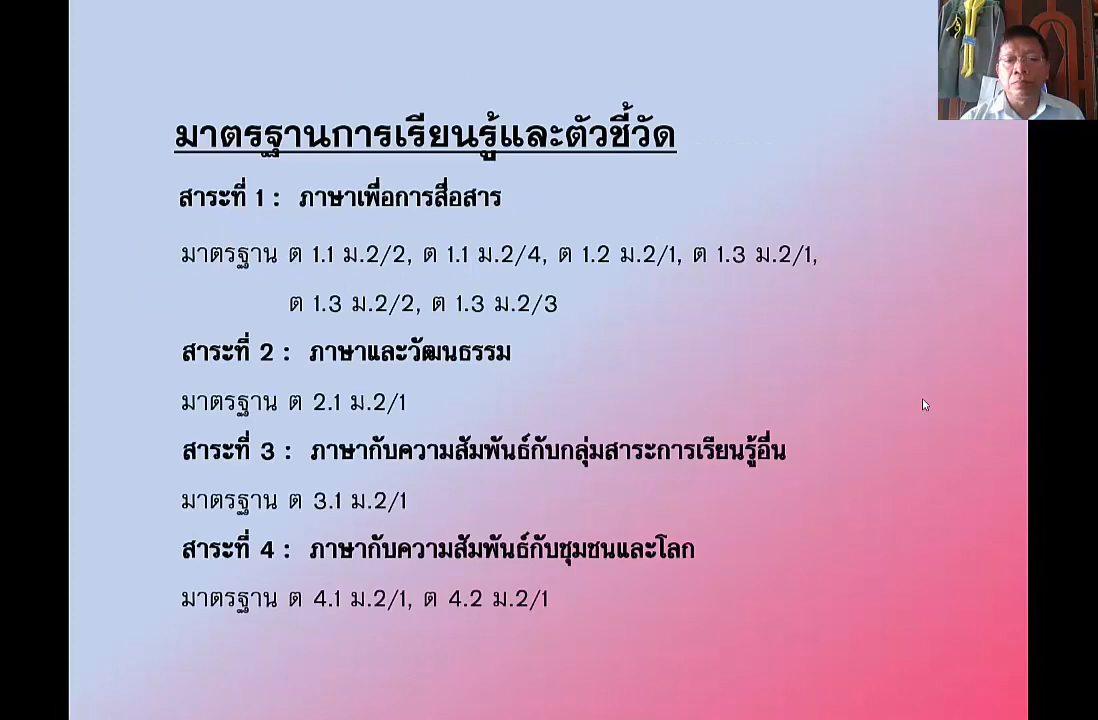 มาตรฐานการเรียนรู้และตัวชี้วัด
สาระที่ 1 : ภาษาเพื่อการสื่อสาร
มาตรฐาน ต 1.1 ม.2/2, ต 1.1 ม.2/4, ต 1.2 ม.2/1, ต 1.3 ม.2/1,
ต 1.3 ม.2/2, ต 1.3 ม.2/3
สาระที่ 2 : ภาษาและวัฒนธรรม
มาตรฐาน ต 2.1 ม.2/1
สาระที่ 3 : ภาษากับความสัมพันธ์กับกลุ่มสาระการเรียนรู้อื่น
มาตรฐาน ต 3.1 ม.2/1
สาระที่ 4 : ภาษากับความสัมพันธ์กับชุมชนและโลก
มาตรฐาน ต 4.1 ม.2/1, ต 4.2 ม.2/1